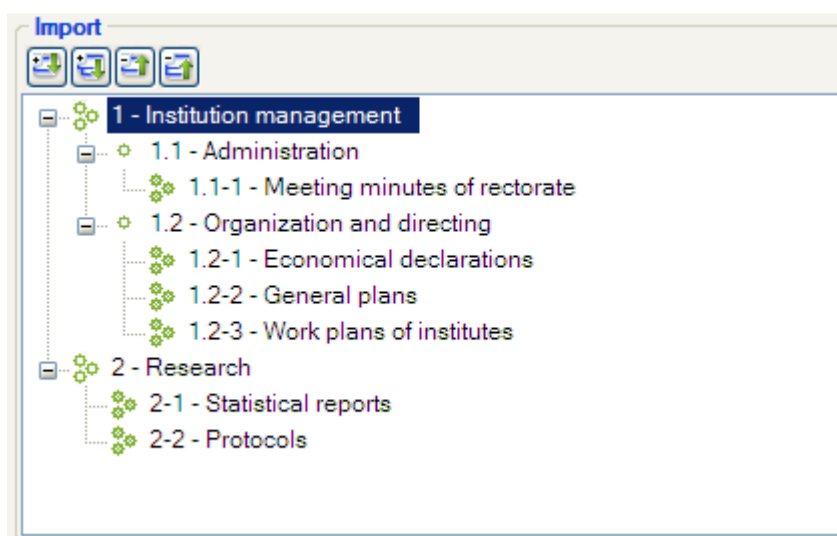 Import
1 - Institution management
1.1 - Administration
1.1-1 - Meeting minutes of rectorate
1.2 - Organization and directing
1.2-1 - Economical declarations
1.2-2 - General plans
1.2-3 - Work plans of institutes
2 - Research
2-1 - Statistical reports
2-2 - Protocols